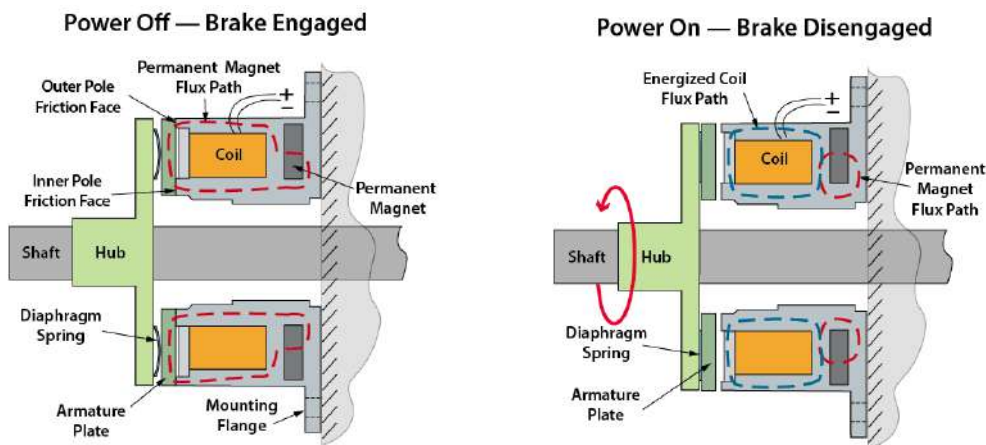 Power Off — Brake Engaged
Permanent Magnet
Flux Path
Outer Pole
Friction Face
+
−
Coil
Inner Pole
Friction Face
Permanent
Magnet
Shaft
Hub
Diaphragm
Spring
Armature
Plate
Mounting
Flange
Power On — Brake Disengaged
Energized Coil
Flux Path
+
−
Coil
Permanent
Magnet
Flux Path
Shaft
Hub
Diaphragm
Spring
Armature
Plate